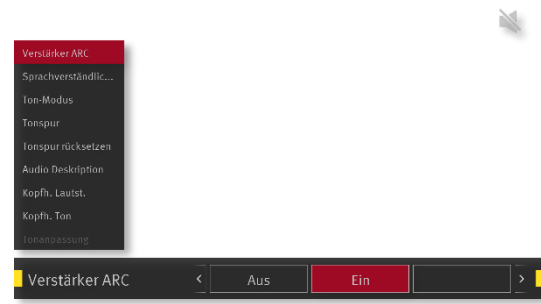 Verstärker ARC
Sprachverständlic...
Ton-Modus
Tonspur
Tonspur rücksetzen
Audio Deskription
Kopfh. Lautst.
Kopfh. Ton
Tonanpassung
Verstärker ARC < Aus Ein >